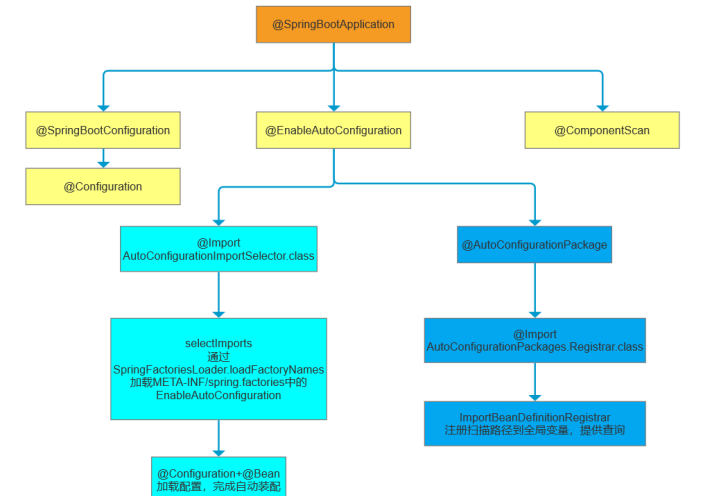 @SpringBootApplication
@SpringBootConfiguration
@EnableAutoConfiguration
@ComponentScan
@Configuration
@Import
AutoConfigurationImportSelector.class
@AutoConfigurationPackage
selectImports
通过
SpringFactoriesLoader.loadFactoryNames
加载META-INF/spring.factories中的
EnableAutoConfiguration
@Import
AutoConfigurationPackages.Registrar.class
ImportBeanDefinitionRegistrar
注册扫描路径到全局变量，提供查询
@Configuration+@Bean
加载配置，完成自动装配